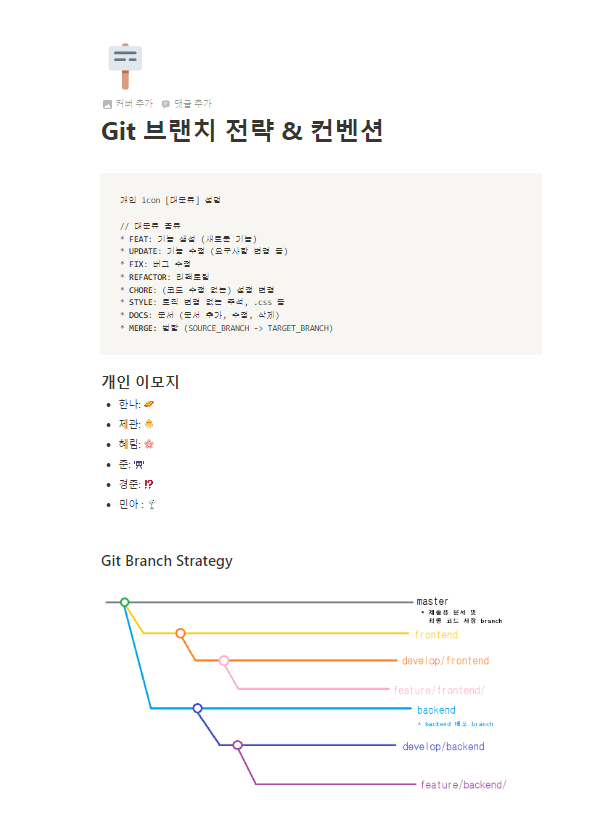 커버 추가 댓글 추가
Git 브랜치 전략 & 컨벤션
개인 icon [대분류] 설명
// 대분류 종류
* FEAT: 기능 생성 (새로운 기능)
* UPDATE: 기능 수정 (요구사항 변경 등)
* FIX: 버그 수정
* REFACTOR: 리팩토링
* CHORE: (코드 수정 없는) 설정 변경
* STYLE: 로직 변경 없는 주석, .css 등
* DOCS: 문서 (문서 추가, 수정, 삭제)
* MERGE: 병합 (SOURCE_BRANCH -> TARGET_BRANCH)
개인 이모지
• 한나: 
• 제관: 
• 혜림: 
• 준: 
• 경준: ⁉
• 민아 : 
Git Branch Strategy
master
* 제출용 문서 및
최종 코드 저장 branch
frontend
develop/frontend
feature/frontend/
backend
* backend 배포 branch
develop/backend
feature/backend/